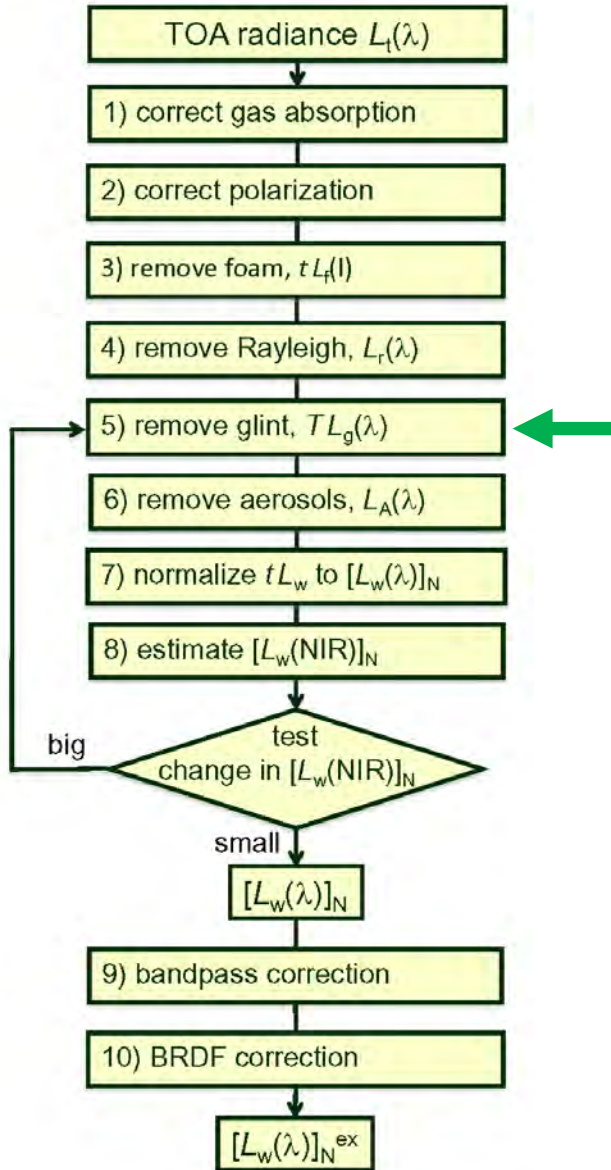 TOA radiance Lt(λ)
1) correct gas absorption
2) correct polarization
3) remove foam, t Lf(l)
4) remove Rayleigh, Lr(λ)
5) remove glint, T Lg(λ)
6) remove aerosols, LA(λ)
7) normalize t Lw to [Lw(λ)]N
8) estimate [Lw(NIR)]N
big
test
change in [Lw(NIR)]N
small
[Lw(λ)]N
9) bandpass correction
10) BRDF correction
[Lw(λ)]N ex